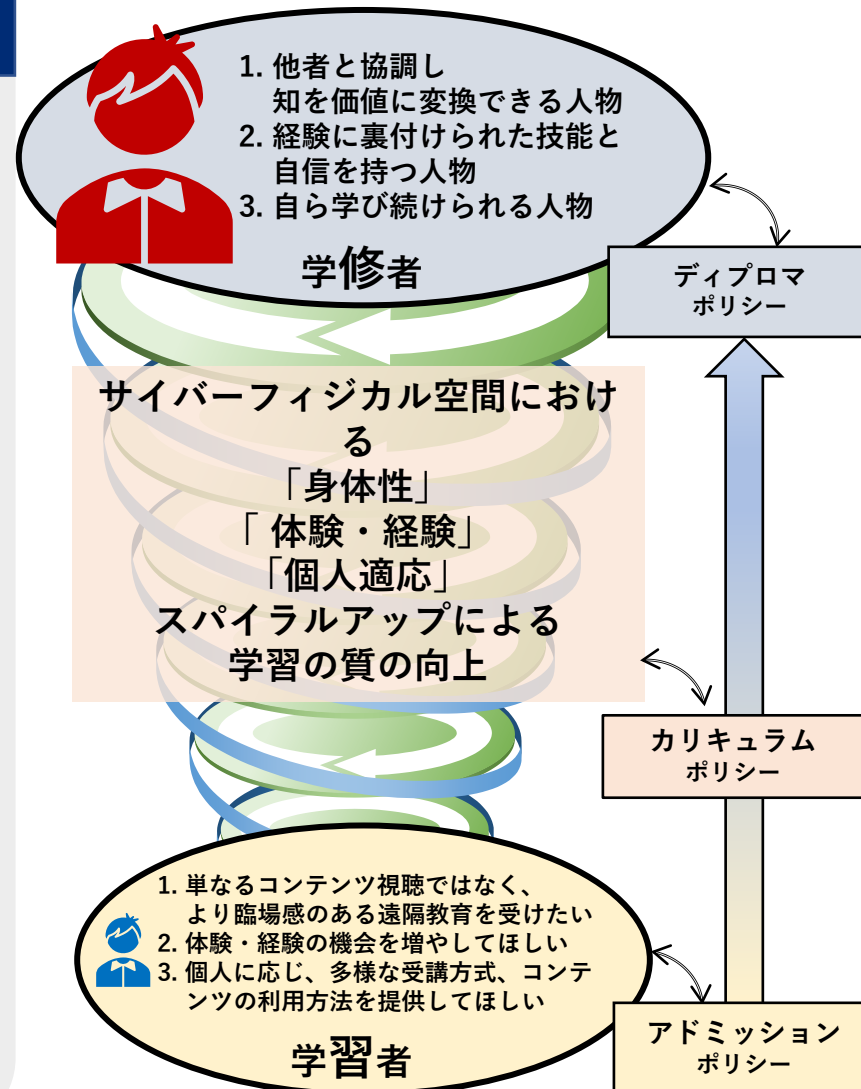 1. 他者と協調し
知を価値に変換できる人物
2. 経験に裏付けられた技能と
自信を持つ人物
3. 自ら学び続けられる人物
学修者
ディプロマ
ポリシー
サイバーフィジカル空間におけ
る
「身体性」
「 体験・経験」
「個人適応」
スパイラルアップによる
学習の質の向上
カリキュラム
ポリシー
1. 単なるコンテンツ視聴ではなく、
より臨場感のある遠隔教育を受けたい
2. 体験・経験の機会を増やしてほしい
3. 個人に応じ、多様な受講方式、コンテ
ンツの利用方法を提供してほしい
学習者
アドミッション
ポリシー